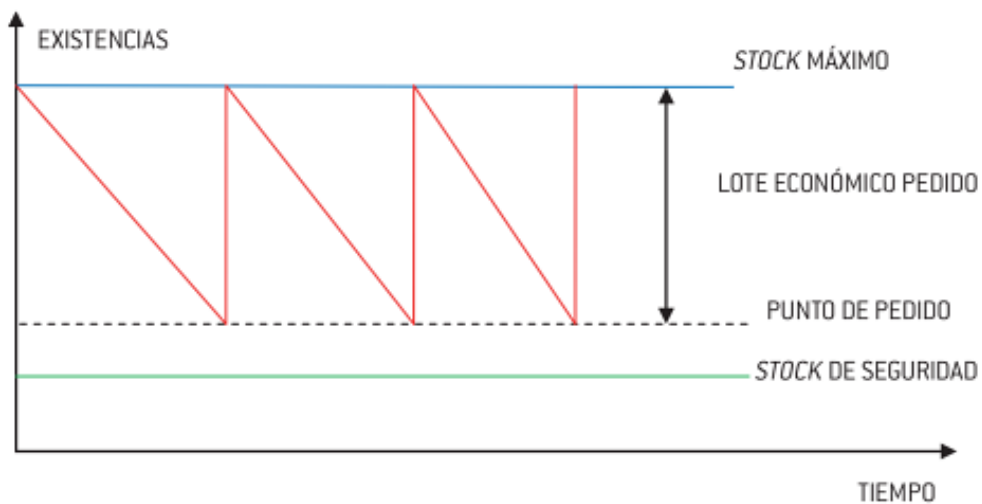 EXISTENCIAS
STOCK MÁXIMO
LOTE ECONÓMICO PEDIDO
PUNTO DE PEDIDO
STOCK DE SEGURIDAD
TIEMPO